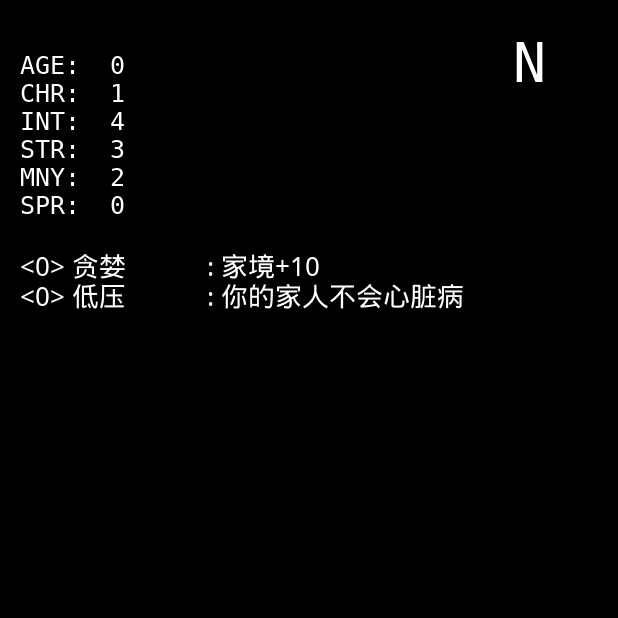 N
AGE: 0
CHR: 1
INT: 4
STR: 3
MNY: 2
SPR: 0
<0> 贪婪 : 家境+10
<0> 低压 : 你的家人不会心脏病